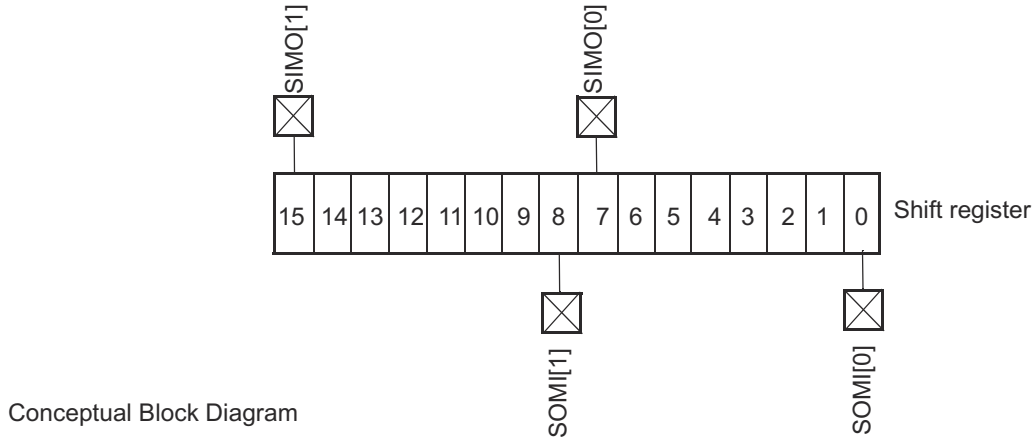 SIMO[1]
SIMO[0]
15 14 13 12 11 10 9 8 7 6 5 4 3 2 1 0
Shift register
SOMI[1]
SOMI[0]
Conceptual Block Diagram